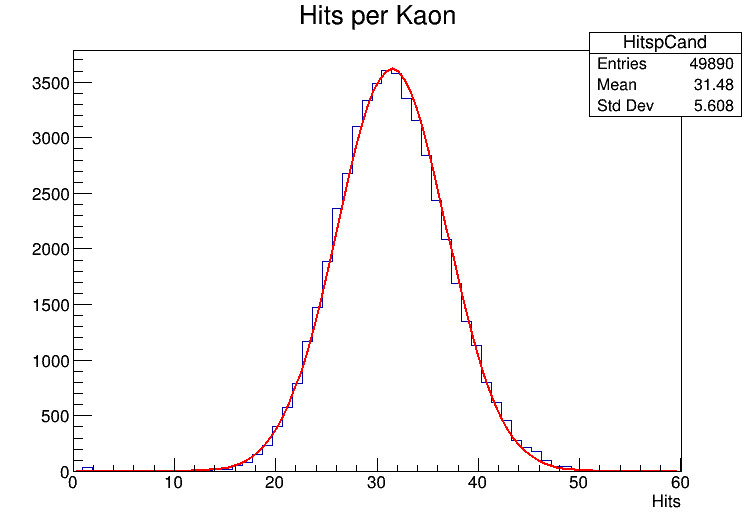 Hits per Kaon
HitspCand
Entries 49890
Mean 31.48
Std Dev 5.608
3500
3000
2500
2000
1500
1000
500
0
0 10 20 30 40 50 60
Hits